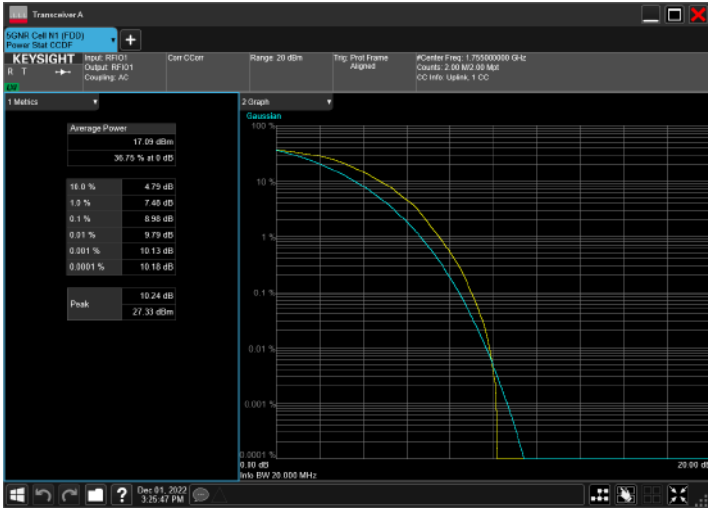 Transceiver A
5GNR Cell N1 (FDD)
Power Stat CCDF
KEYSIGHT
R T
Input: RFIO1
Output: RFIO1
Coupling: AC
Corr CCorr
Range: 20 dBm
Trig: Prot Frame
Aligned
#Center Freq: 1.755000000 GHz
Counts: 2.00 M/2.00 Mpt
CC Info: Uplink, 1 CC
1 Metrics
Average Power
17.09 dBm
36.75 % at 0 dB
10.0 % 4.79 dB
1.0 % 7.46 dB
0.1 % 8.98 dB
0.01 % 9.79 dB
0.001 % 10.13 dB
0.0001 % 10.18 dB
Peak
10.24 dB
27.33 dBm
2 Graph
Gaussian
100 %
10 %
1 %
0.1 %
0.01 %
0.001 %
0.0001 %
0.00 dB
20.00 dB
Info BW 20.000 MHz
Dec 01, 2022
3:25:47 PM